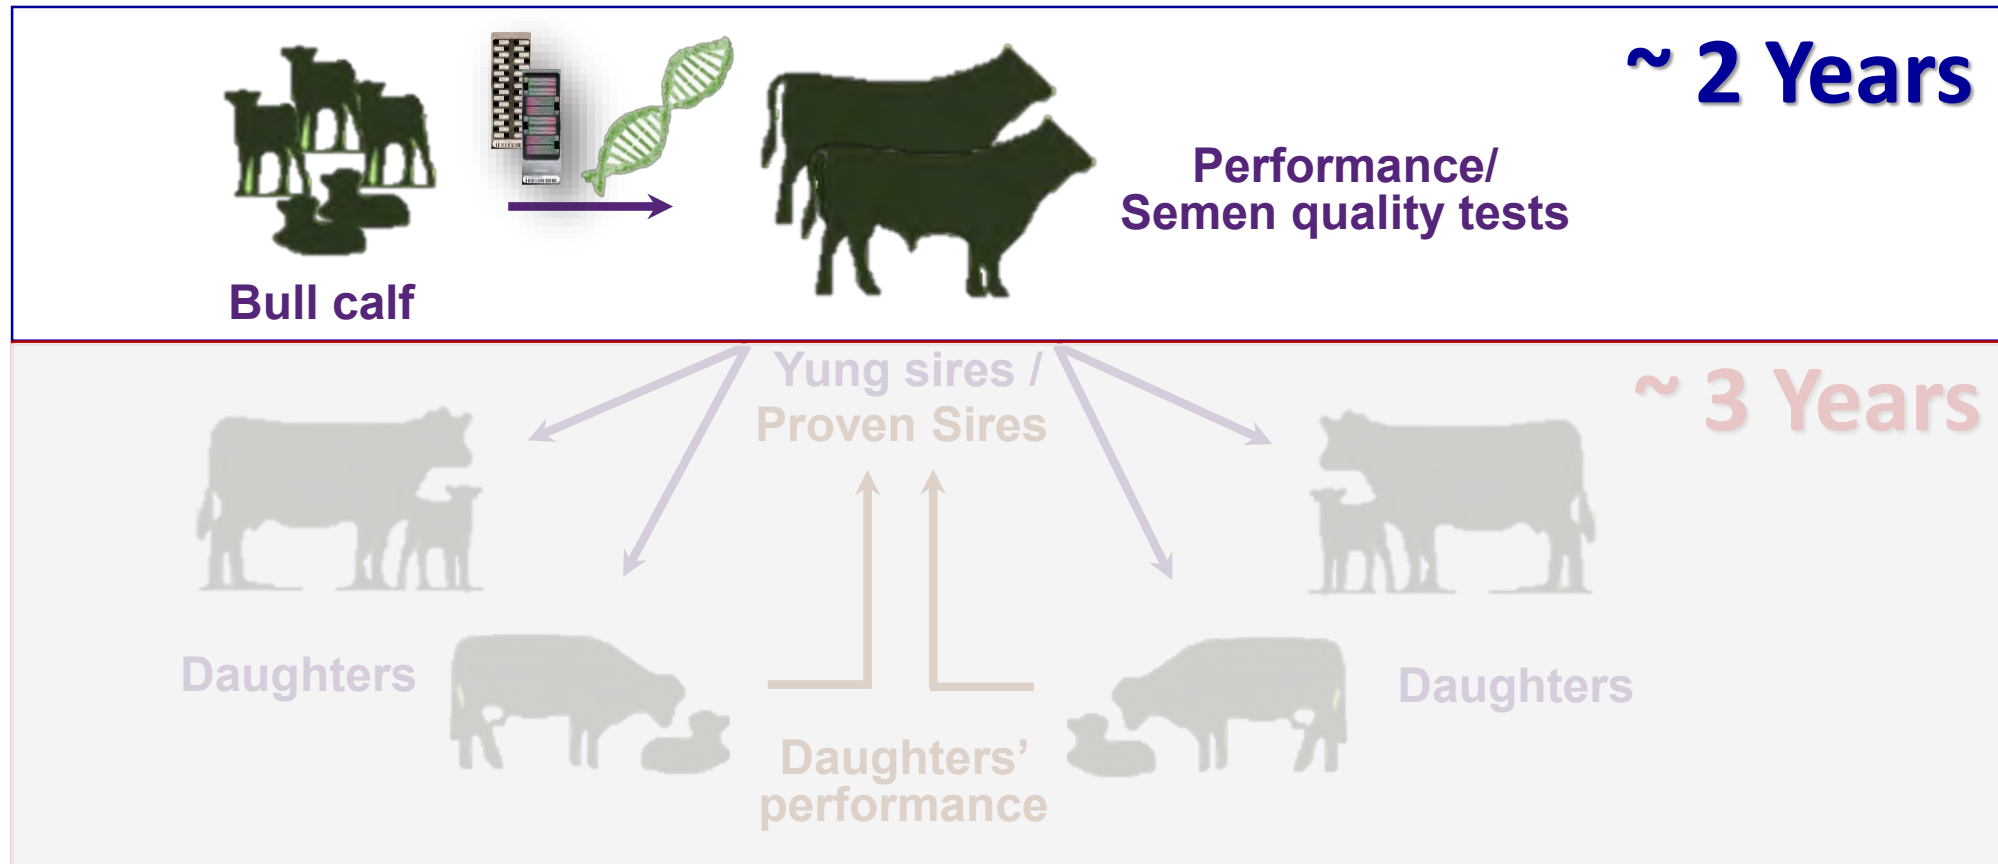 ~ 2 Years
Performance/
Semen quality tests
Bull calf
Yung sires /
Proven Sires
~ 3 Years
Daughters
Daughters
Daughters’
performance